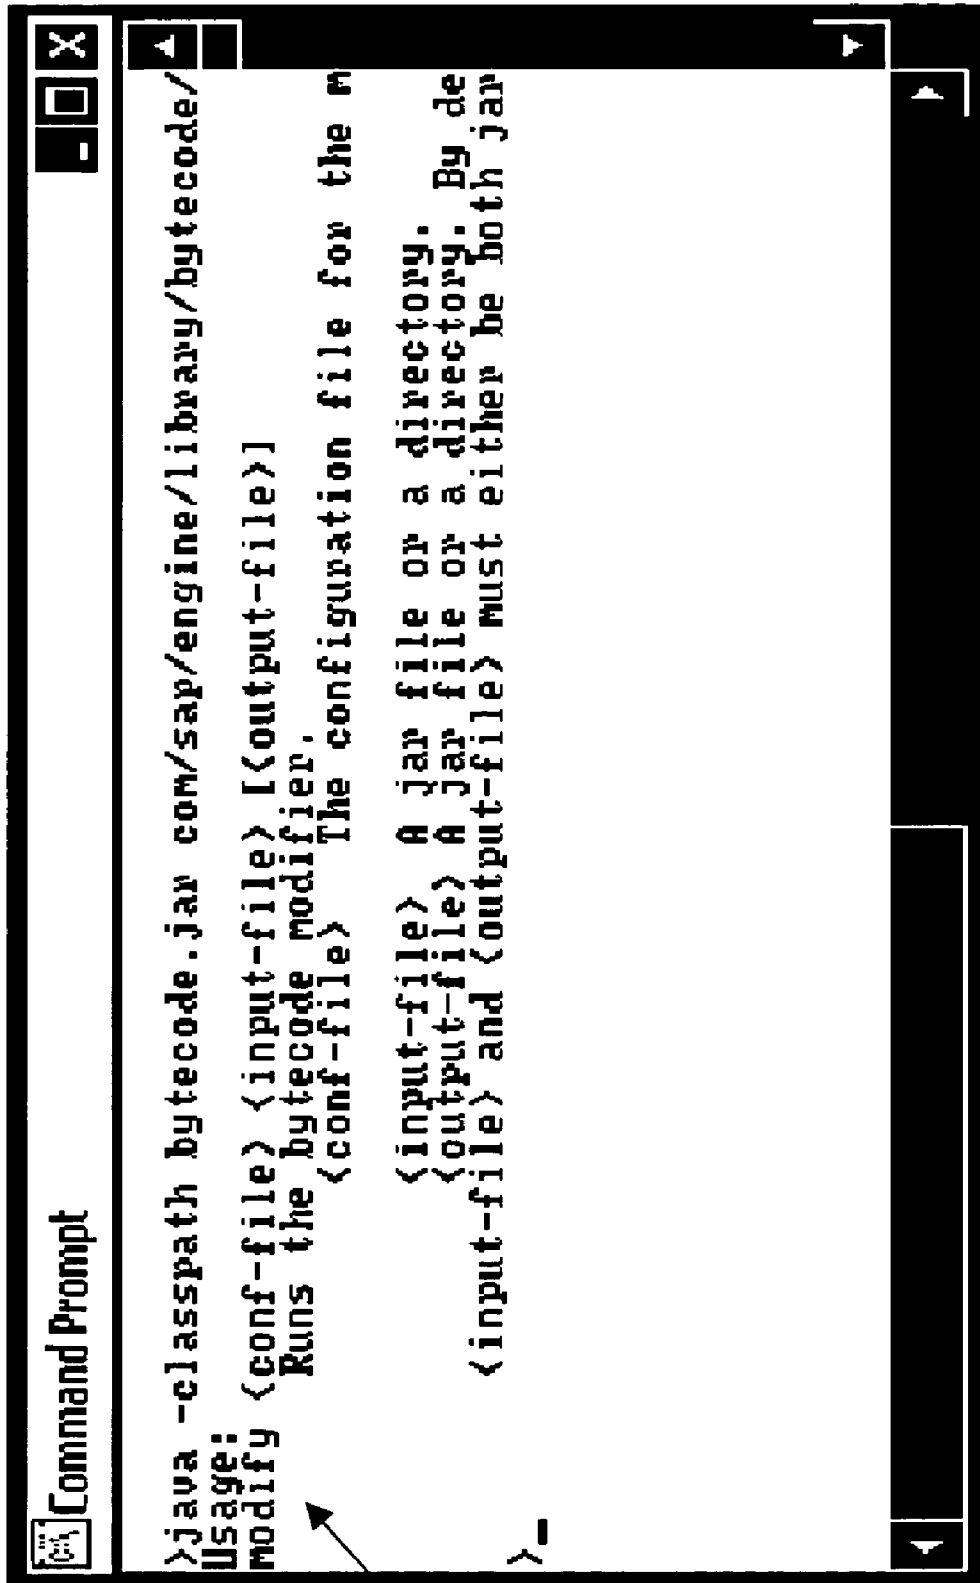 Command Prompt
>java -classpath bytecode.jar com/sap/engine/library/bytecode/
Usage:
modify <conf-file> <input-file> [<output-file>]
Runs the bytecode modifier.
<conf-file> The configuration file for the m
<input-file> A jar file or a directory.
<output-file> A jar file or a directory. By de
<input-file> and <output-file> must either be both jar
>_